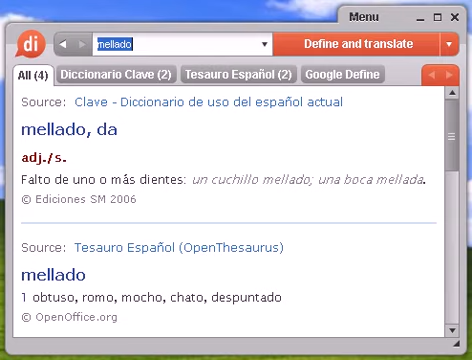 Menu
di
mellado
Define and translate
All (4)
Diccionario Clave (2)
Tesauro Español (2)
Google Define
Source: Clave - Diccionario de uso del español actual
mellado, da
adj./s.
Falto de uno o más dientes: un cuchillo mellado; una boca mellada.
© Ediciones SM 2006
Source: Tesauro Español (OpenThesaurus)
mellado
1 obtuso, romo, mocho, chato, despuntado
© OpenOffice.org